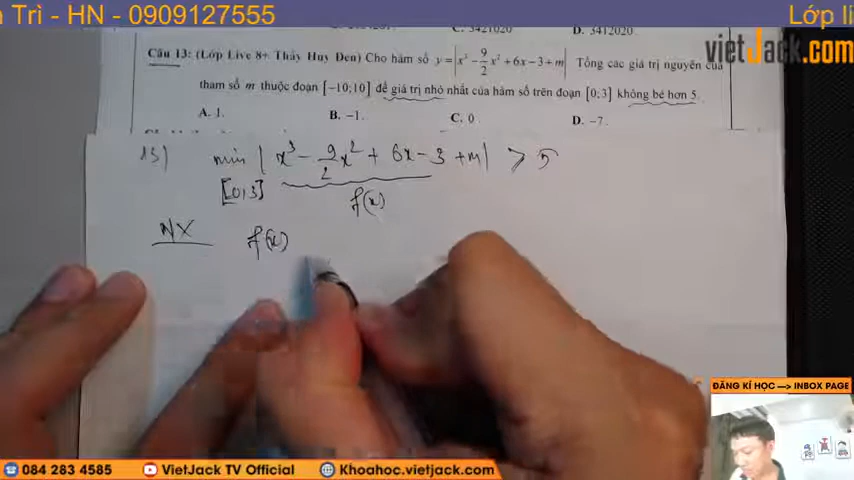 Trì - HN - 0909127555
Lớp li
C. 3421020
D. 3412020
vietJack.com
Câu 13: (Lớp Live 8+ Thầy Huy Đen) Cho hàm số y = |x³ - 9/2 x² + 6x - 3 + m| Tổng các giá trị nguyên của
tham số m thuộc đoạn [-10;10] để giá trị nhỏ nhất của hàm số trên đoạn [0;3] không bé hơn 5.
A. 1.
B. -1.
C. 0
D. -7.
13) min | x³ - 9/2 x² + 6x - 3 + m | > 5
[0;3]
f(x)
NX f(x)
ĐĂNG KÍ HỌC --> INBOX PAGE
084 283 4585
VietJack TV Official
Khoahoc.vietjack.com